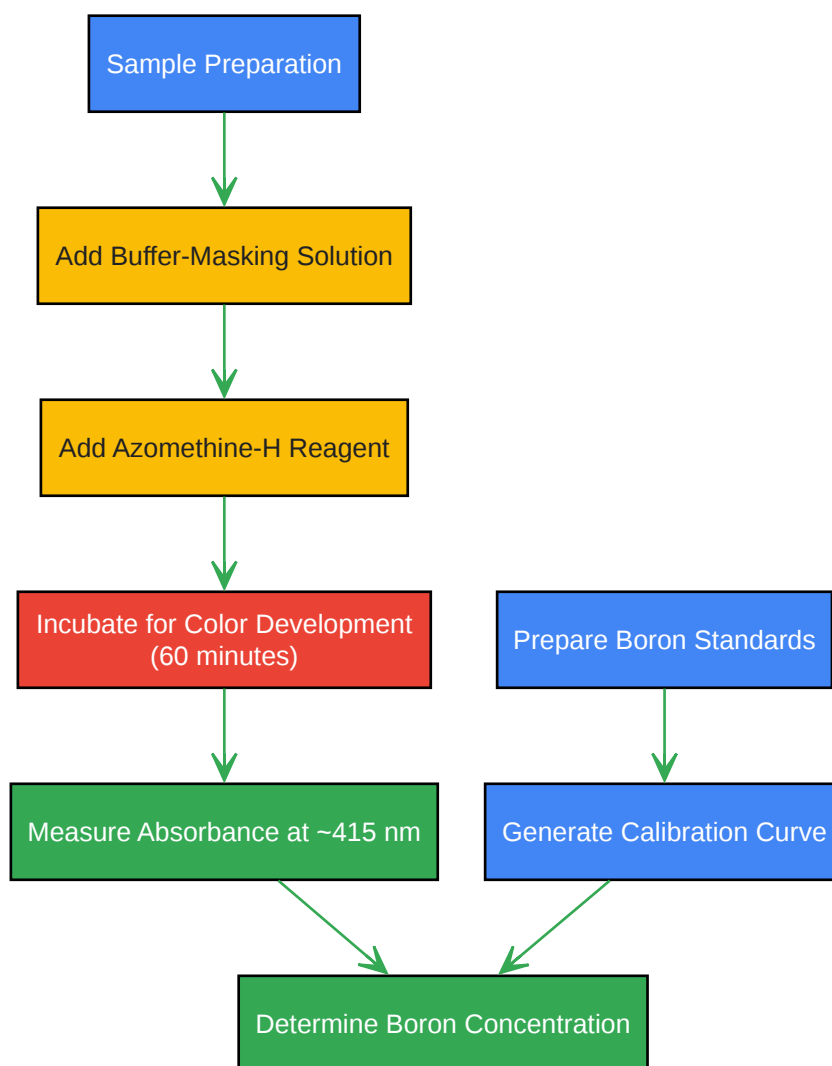 Sample Preparation
Add Buffer-Masking Solution
Add Azomethine-H Reagent
Incubate for Color Development
(60 minutes)
Prepare Boron Standards
Measure Absorbance at ~415 nm
Generate Calibration Curve
Determine Boron Concentration